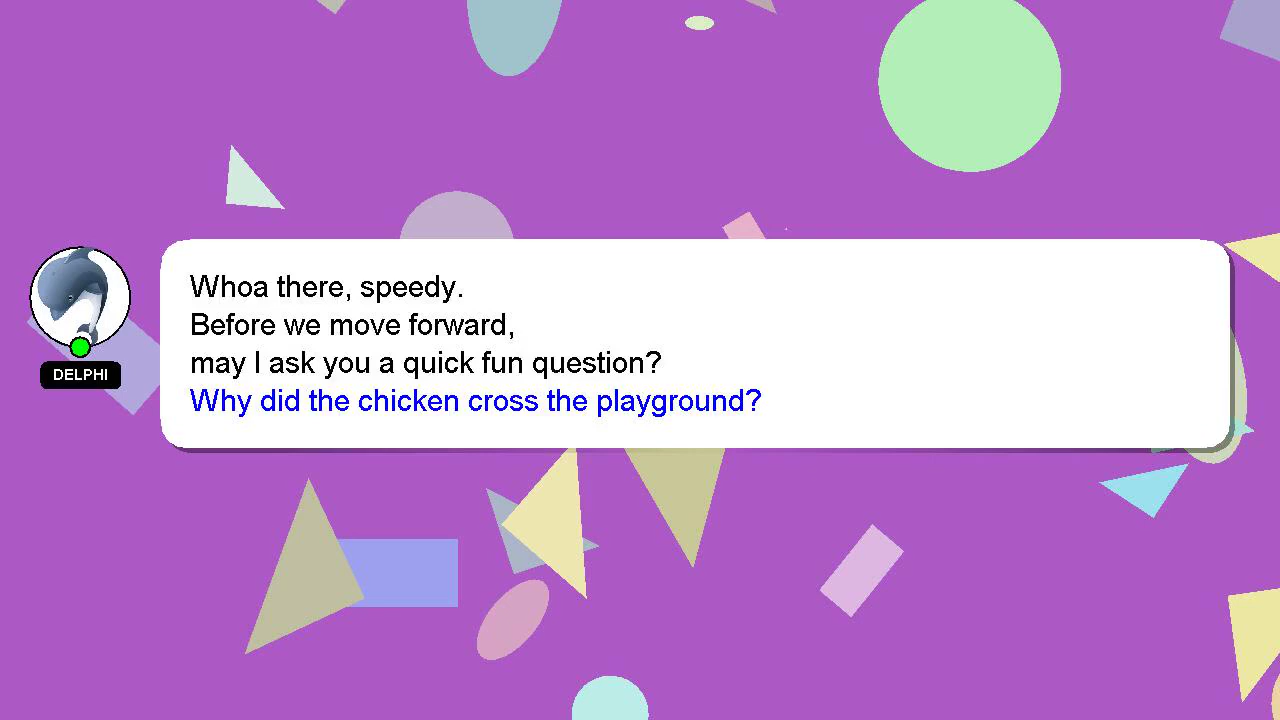 Whoa there, speedy.
Before we move forward,
may I ask you a quick fun question?
Why did the chicken cross the playground?
DELPHI